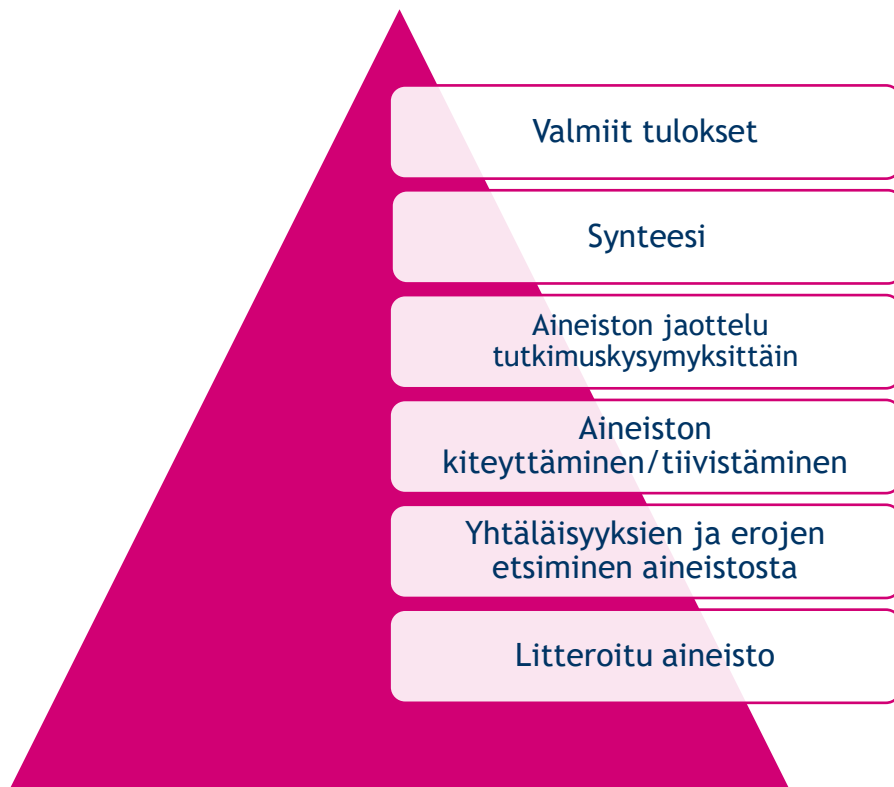 Valmiit tulokset
Synteesi
Aineiston jaottelu
tutkimuskysymyksittäin
Aineiston
kiteyttäminen/tiivistäminen
Yhtäläisyyksien ja erojen
etsiminen aineistosta
Litteroitu aineisto